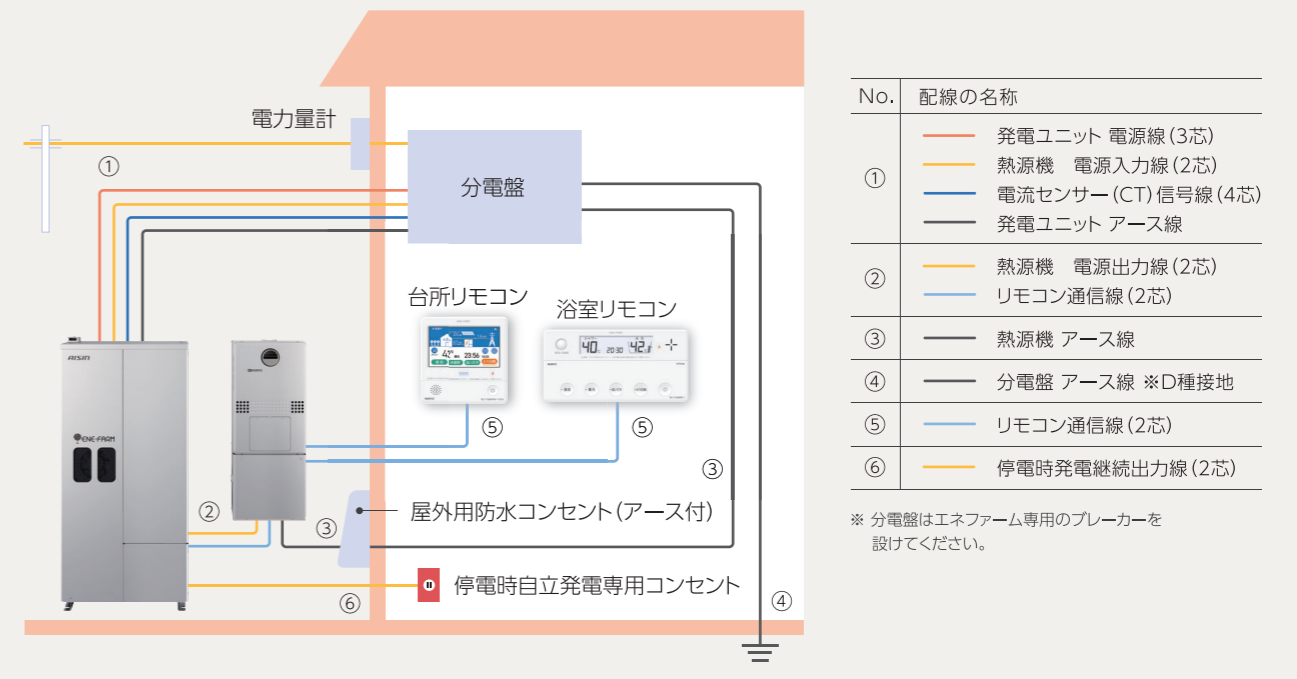 電力量計
①
分電盤
台所リモコン
浴室リモコン
23:56
40
20:30
42
AISIN
ENE-FARM
⑤
⑤
③
②
③
屋外用防水コンセント(アース付)
⑥
停電時自立発電専用コンセント
④
No. 配線の名称
① 発電ユニット 電源線(3芯)
熱源機 電源入力線(2芯)
電流センサー(CT)信号線(4芯)
発電ユニット アース線
② 熱源機 電源出力線(2芯)
リモコン通信線(2芯)
③ 熱源機 アース線
④ 分電盤 アース線 ※D種接地
⑤ リモコン通信線(2芯)
⑥ 停電時発電継続出力線(2芯)
※ 分電盤はエネファーム専用のブレーカーを
設けてください。